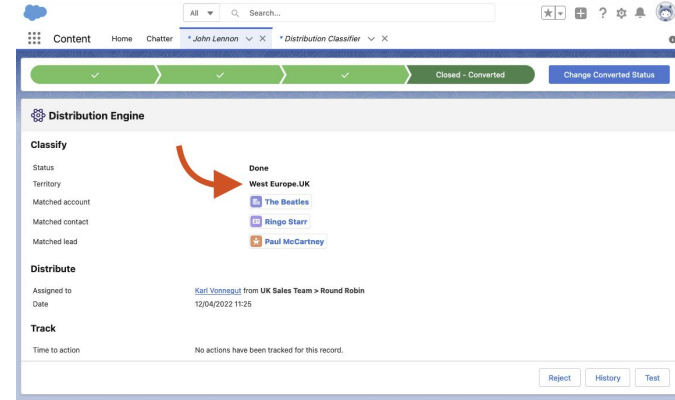 All Search...
Content Home Chatter * John Lennon * Distribution Classifier
Closed - Converted Change Converted Status
Distribution Engine
Classify
Status Done
Territory West Europe.UK
Matched account The Beatles
Matched contact Ringo Starr
Matched lead Paul McCartney
Distribute
Assigned to Karl Vonnegut from UK Sales Team > Round Robin
Date 12/04/2022 11:25
Track
Time to action No actions have been tracked for this record.
Reject History Test